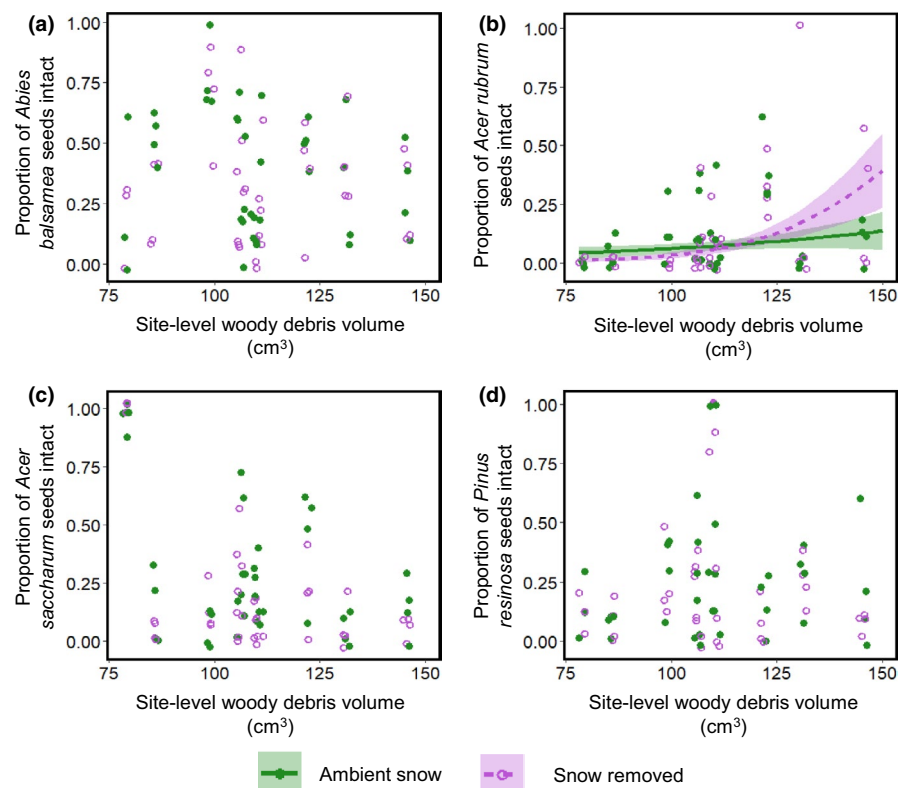 (a)
Proportion of Abies
balsamea seeds intact
1.00
0.75
0.50
0.25
0.00
75
100
125
150
Site-level woody debris volume
(cm³)
(b)
Proportion of Acer rubrum
seeds intact
1.00
0.75
0.50
0.25
0.00
75
100
125
150
Site-level woody debris volume
(cm³)
(c)
Proportion of Acer
saccharum seeds intact
1.00
0.75
0.50
0.25
0.00
75
100
125
150
Site-level woody debris volume
(cm³)
(d)
Proportion of Pinus
resinosa seeds intact
1.00
0.75
0.50
0.25
0.00
75
100
125
150
Site-level woody debris volume
(cm³)
Ambient snow
Snow removed